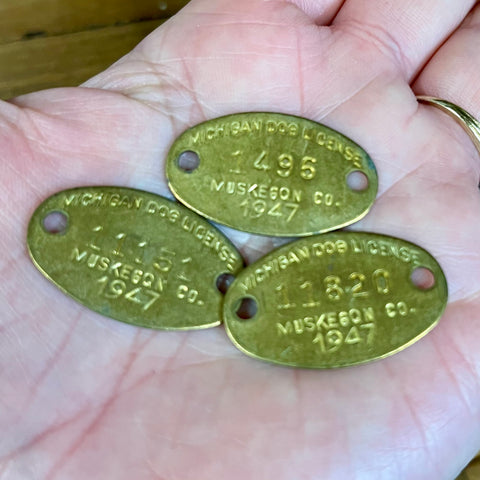 MICHIGAN DOG LICENSE
1496
MUSKEGON CO.
1947
MICHIGAN DOG LICENSE
11151
MUSKEGON CO.
1947
MICHIGAN DOG LICENSE
11820
MUSKEGON CO.
1947